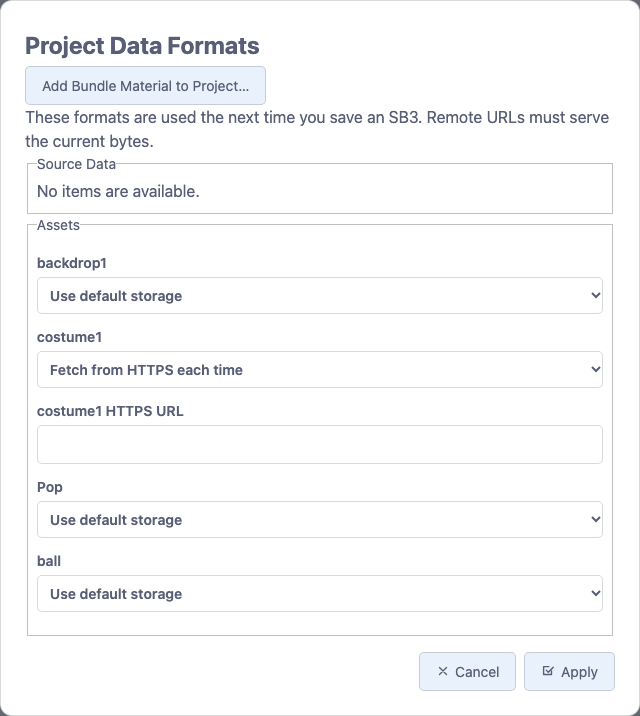 Project Data Formats
Add Bundle Material to Project...
These formats are used the next time you save an SB3. Remote URLs must serve
the current bytes.
Source Data
No items are available.
Assets
backdrop1
Use default storage
costume1
Fetch from HTTPS each time
costume1 HTTPS URL
Pop
Use default storage
ball
Use default storage
Cancel
Apply